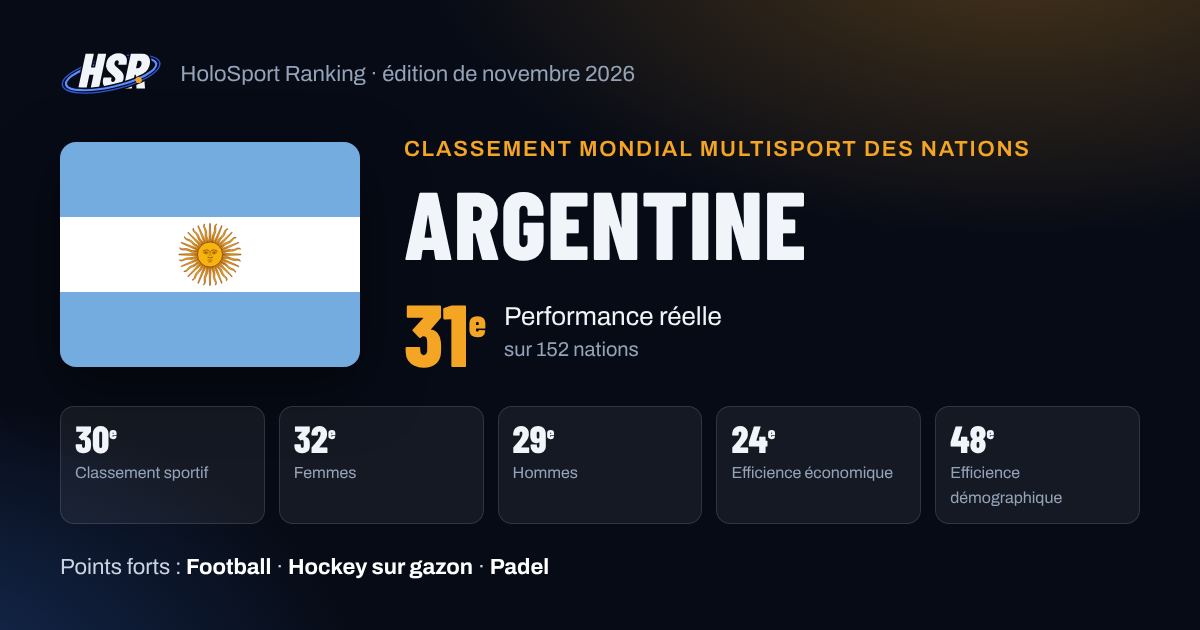 HSR
HoloSport Ranking · édition de novembre 2026
CLASSEMENT MONDIAL MULTISPORT DES NATIONS
ARGENTINE
31e
Performance réelle
sur 152 nations
30e
Classement sportif
32e
Femmes
29e
Hommes
24e
Efficience économique
48e
Efficience
démographique
Points forts : Football · Hockey sur gazon · Padel